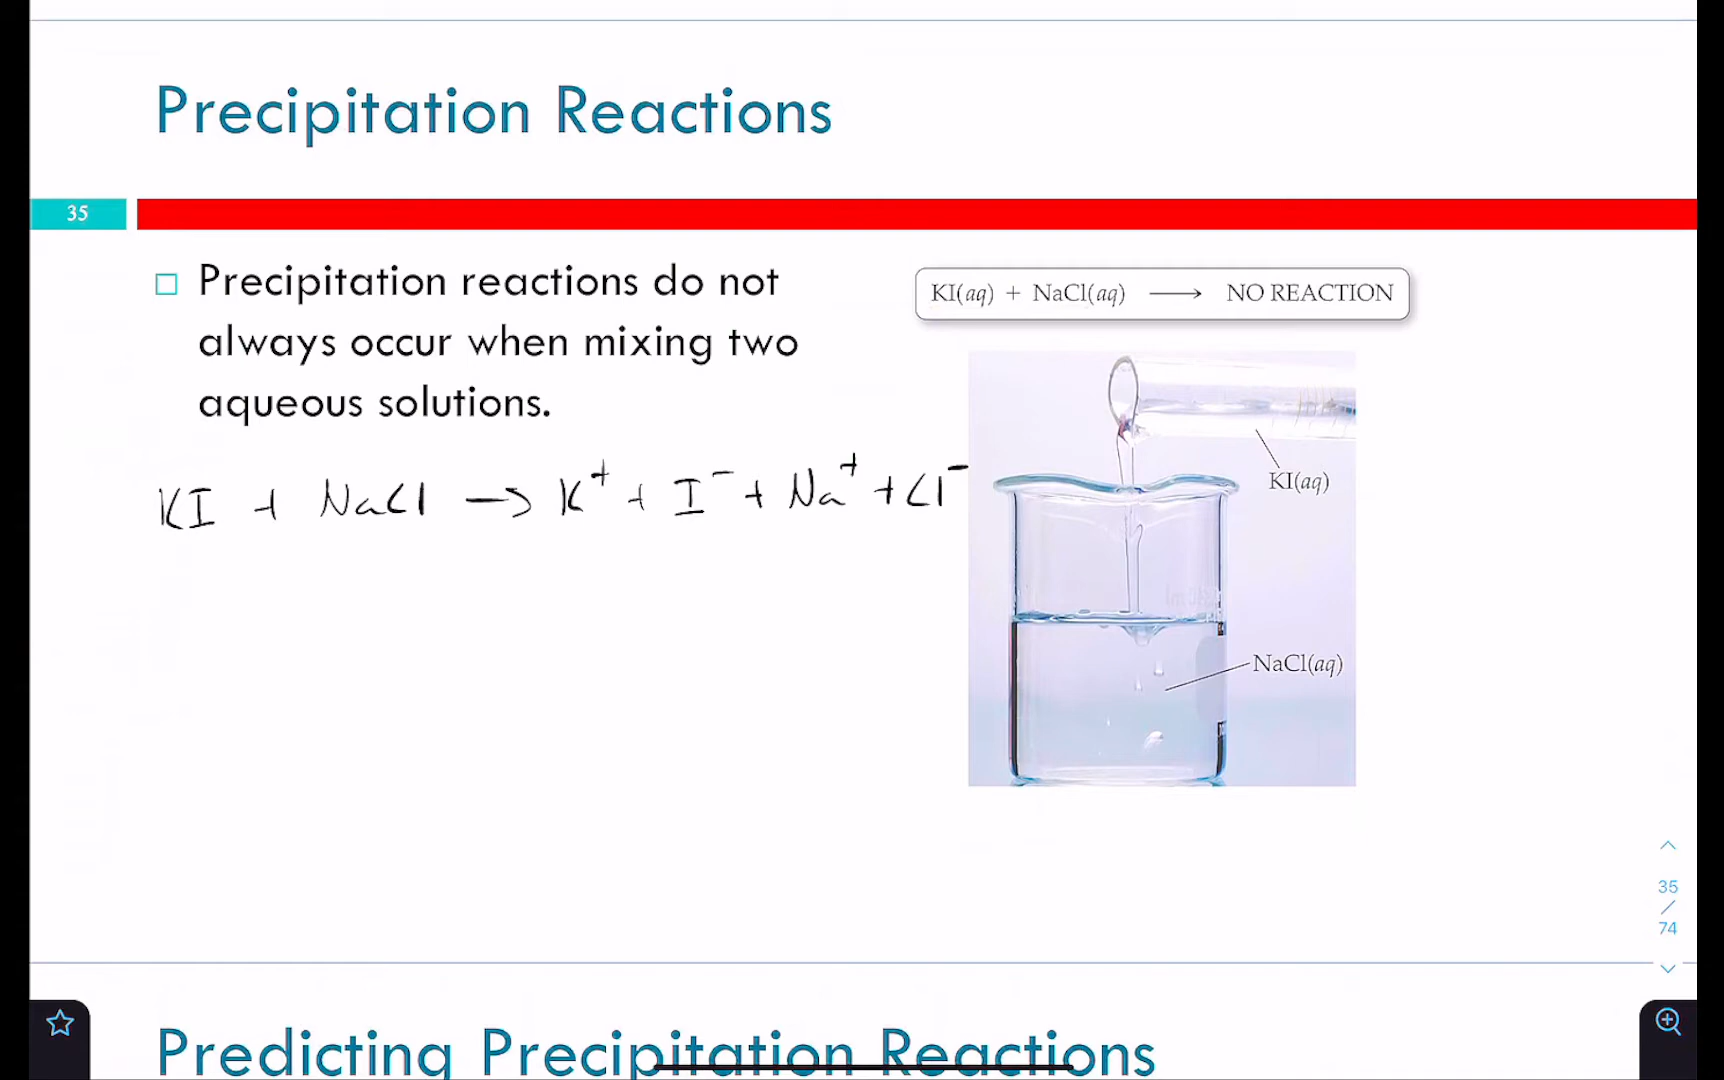 Precipitation Reactions
35
□ Precipitation reactions do not
always occur when mixing two
aqueous solutions.
KI + NaCl → K⁺ + I⁻ + Na⁺ + Cl⁻
KI(aq) + NaCl(aq) → NO REACTION
KI(aq)
NaCl(aq)
35
/
74
Predicting Precipitation Reactions